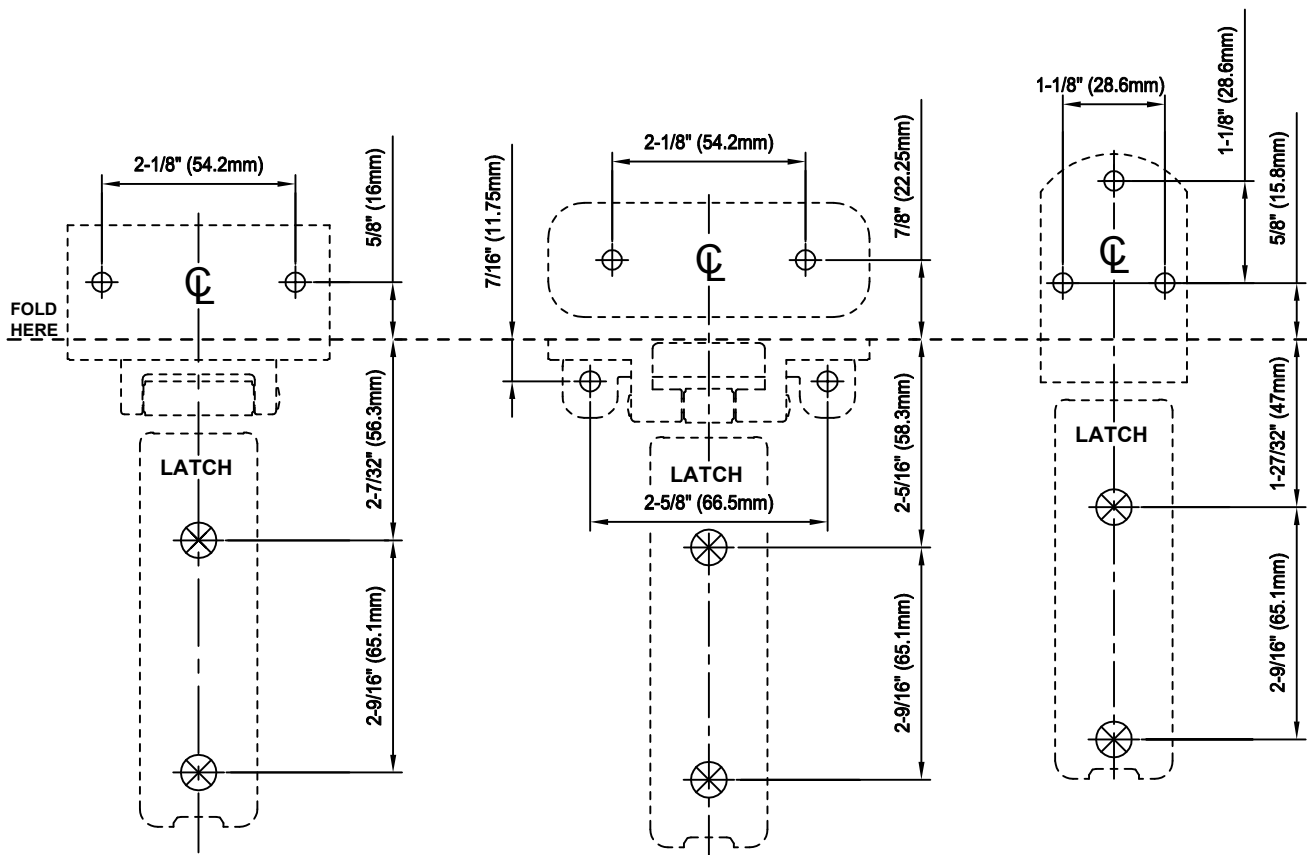 2-1/8" (54.2mm)
5/8" (16mm)
℄
FOLD
HERE
LATCH
2-7/32" (56.3mm)
2-9/16" (65.1mm)
2-1/8" (54.2mm)
7/8" (22.25mm)
7/16" (11.75mm)
℄
LATCH
2-5/8" (66.5mm)
2-5/16" (58.3mm)
2-9/16" (65.1mm)
1-1/8" (28.6mm)
1-1/8" (28.6mm)
5/8" (15.8mm)
℄
LATCH
1-27/32" (47mm)
2-9/16" (65.1mm)